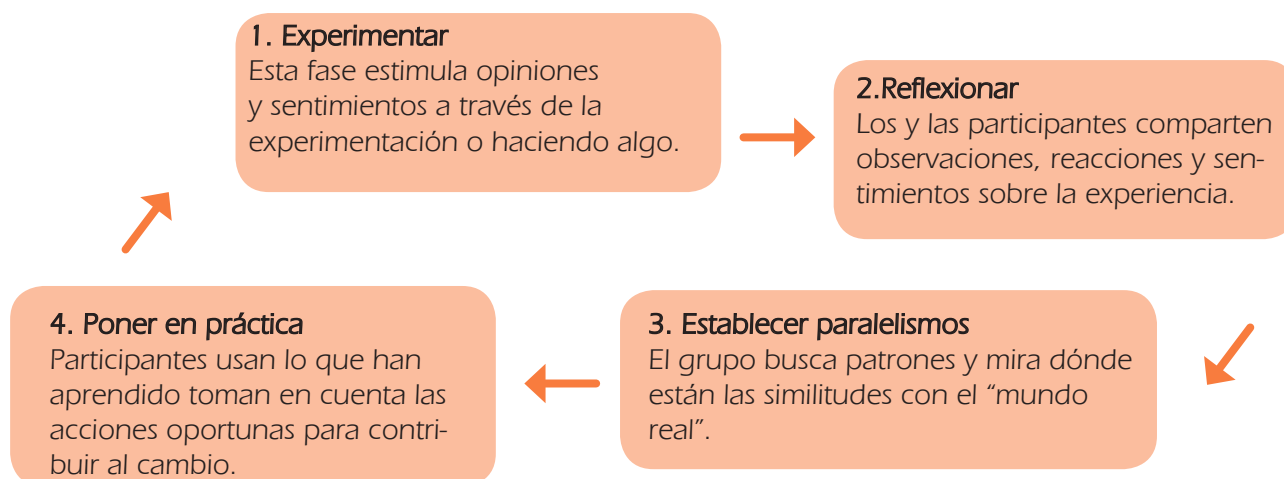 1. Experimentar
Esta fase estimula opiniones
y sentimientos a través de la
experimentación o haciendo algo.
2.Reflexionar
Los y las participantes comparten
observaciones, reacciones y sen-
timientos sobre la experiencia.
3. Establecer paralelismos
El grupo busca patrones y mira dónde
están las similitudes con el “mundo
real”.
4. Poner en práctica
Participantes usan lo que han
aprendido toman en cuenta las
acciones oportunas para contri-
buir al cambio.